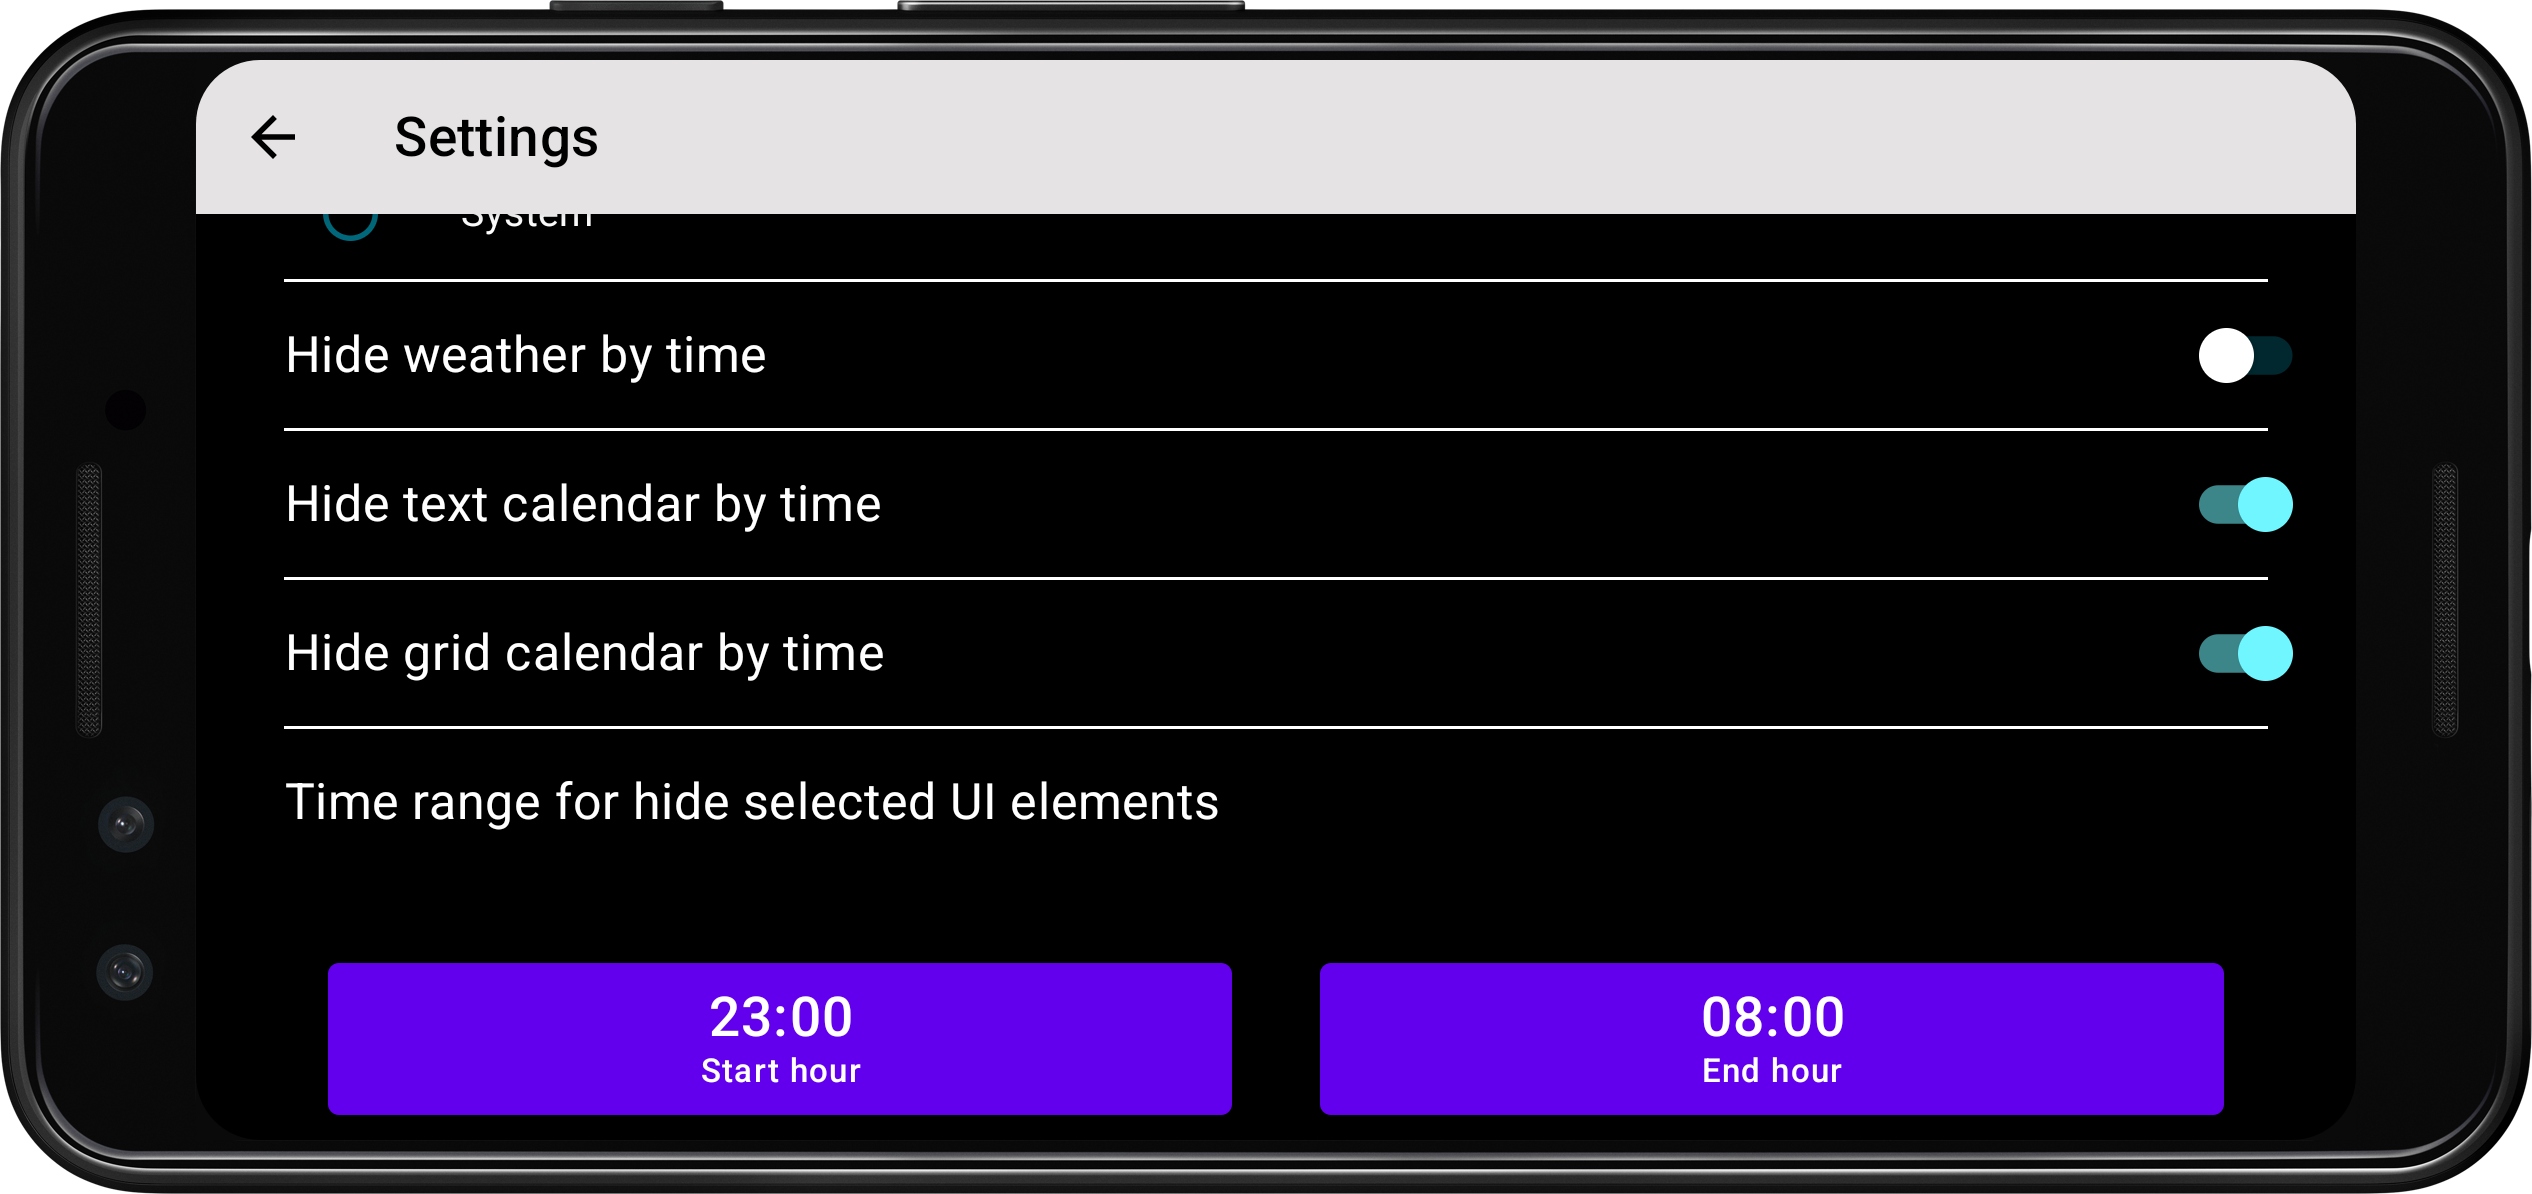 Settings
System
Hide weather by time
Hide text calendar by time
Hide grid calendar by time
Time range for hide selected UI elements
23:00
Start hour
08:00
End hour